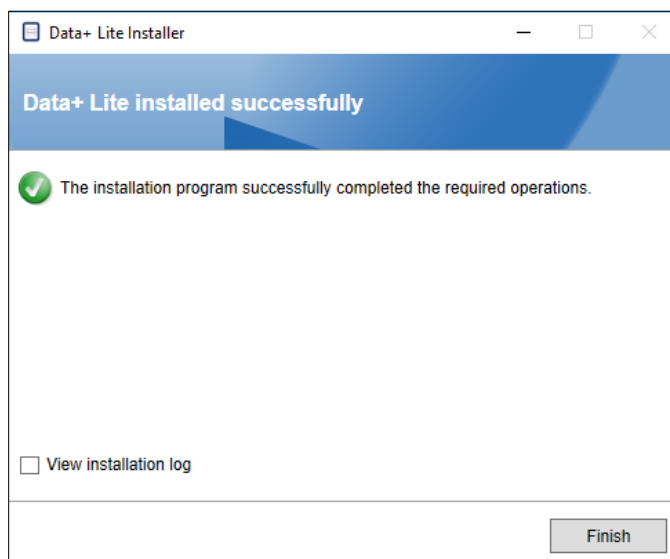 Data+ Lite Installer
Data+ Lite installed successfully
The installation program successfully completed the required operations.
View installation log
Finish